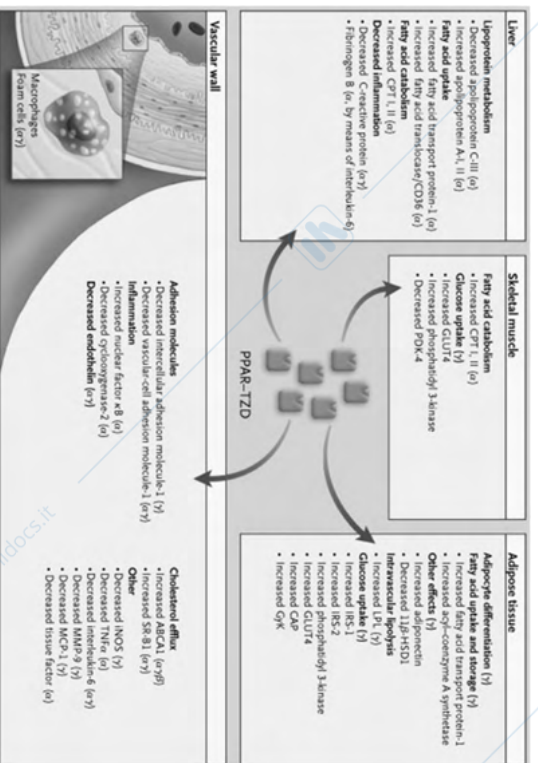 Liver
Lipoprotein metabolism
• Decreased apolipoprotein C-III (α)
• Increased apolipoprotein A-I, II (α)
Fatty acid uptake
• Increased fatty acid transport protein-1 (α)
• Increased fatty acid translocase/CD36 (α)
Fatty acid catabolism
• Increased CPT I, II (α)
Decreased inflammation
• Decreased C-reactive protein (αγ)
• Fibrinogen B (α, by means of interleukin-6)
Skeletal muscle
Fatty acid catabolism
• Increased CPT I, II (α)
Glucose uptake (γ)
• Increased GLUT4
• Increased phosphatidyl 3-kinase
• Decreased PDK-4
Adipose tissue
Adipocyte differentiation (γ)
Fatty acid uptake and storage (γ)
• Increased fatty acid transport protein-1
• Increased acyl–coenzyme A synthetase
Other effects (γ)
• Increased adiponectin
• Decreased 11β-HSD1
Intravascular lipolysis
• Increased LPL (γ)
Glucose uptake (γ)
• Increased IRS-1
• Increased IRS-2
• Increased phosphatidyl 3-kinase
• Increased GLUT4
• Increased CAP
• Increased GyK
PPAR–TZD
Vascular wall
Macrophages
Foam cells (αγ)
Adhesion molecules
• Decreased intercellular adhesion molecule-1 (γ)
• Decreased vascular-cell adhesion molecule-1 (αγ)
Inflammation
• Increased nuclear factor κB (α)
• Decreased cyclooxygenase-2 (α)
Decreased endothelin (αγ)
Cholesterol efflux
• Increased ABCA1 (αγβ)
• Increased SR-B1 (αγ)
Other
• Decreased iNOS (γ)
• Decreased TNFα (α)
• Decreased interleukin-6 (αγ)
• Decreased MMP-9 (γ)
• Decreased MCP-1 (γ)
• Decreased tissue factor (α)
docs.it